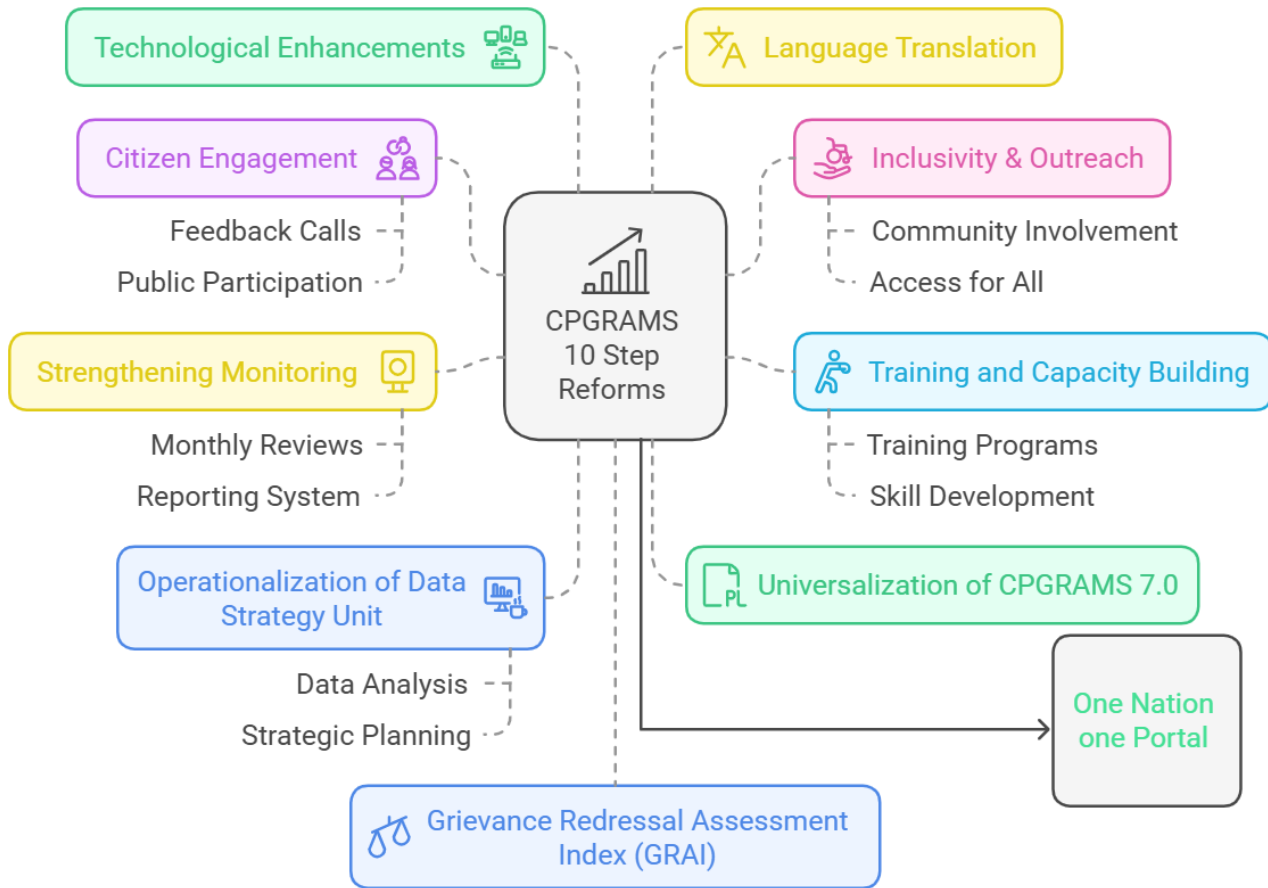 Technological Enhancements
Language Translation
Citizen Engagement
Feedback Calls
Public Participation
Inclusivity & Outreach
Community Involvement
Access for All
CPGRAMS
10 Step
Reforms
Strengthening Monitoring
Monthly Reviews
Reporting System
Training and Capacity Building
Training Programs
Skill Development
Operationalization of Data
Strategy Unit
Data Analysis
Strategic Planning
PL
Universalization of CPGRAMS 7.0
One Nation
one Portal
Grievance Redressal Assessment
Index (GRAI)